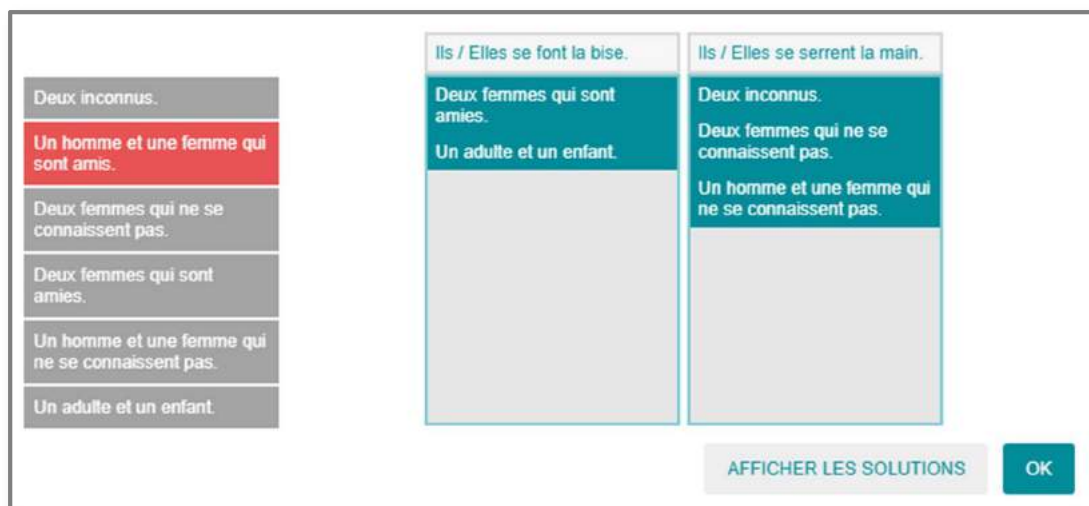 Deux inconnus.
Un homme et une femme qui
sont amis.
Deux femmes qui ne se
connaissent pas.
Deux femmes qui sont
amies.
Un homme et une femme qui
ne se connaissent pas.
Un adulte et un enfant.
Ils / Elles se font la bise.
Deux femmes qui sont
amies.
Un adulte et un enfant.
Ils / Elles se serrent la main.
Deux inconnus.
Deux femmes qui ne se
connaissent pas.
Un homme et une femme qui
ne se connaissent pas.
AFFICHER LES SOLUTIONS
OK